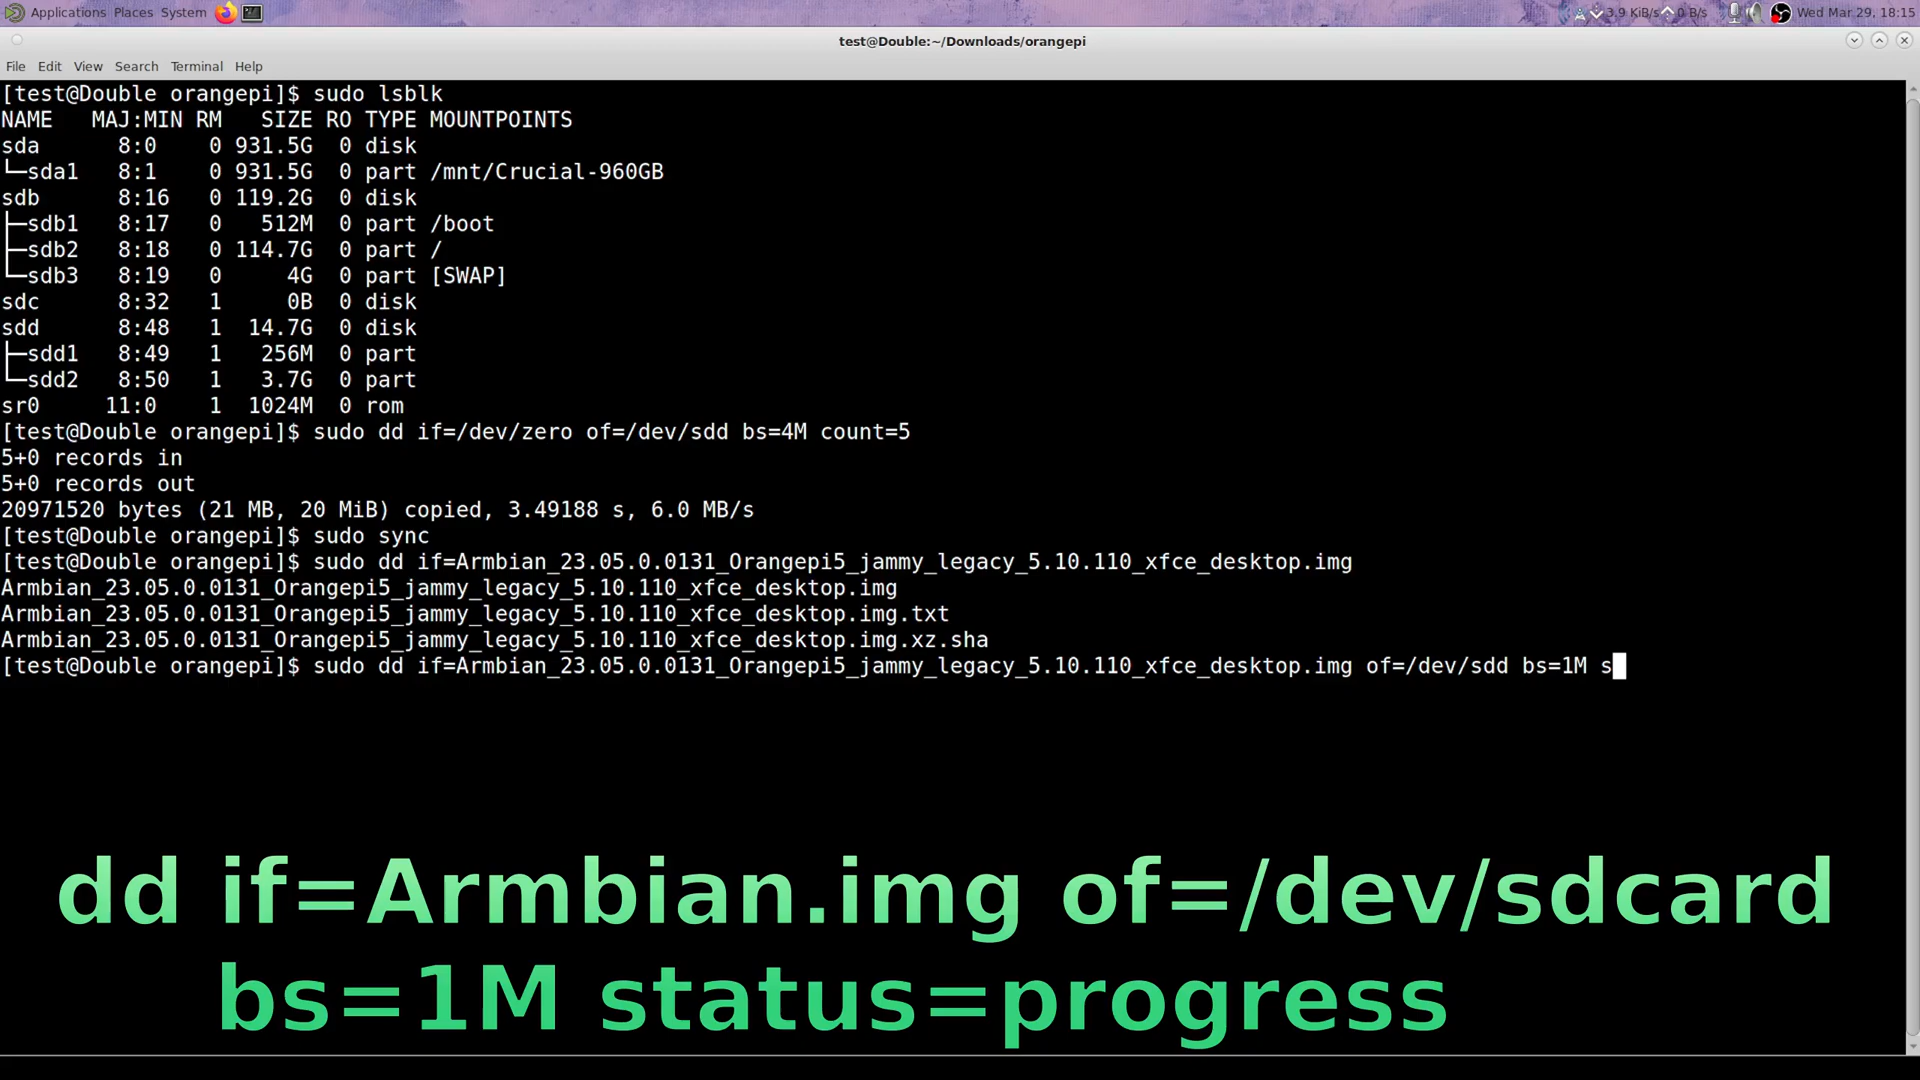 Applications Places System 3.9 KiB/s 0 B/s Wed Mar 29, 18:15
test@Double:~/Downloads/orangepi
File Edit View Search Terminal Help
[test@Double orangepi]$ sudo lsblk
NAME   MAJ:MIN RM   SIZE RO TYPE MOUNTPOINTS
sda      8:0    0 931.5G  0 disk
└─sda1   8:1    0 931.5G  0 part /mnt/Crucial-960GB
sdb      8:16   0 119.2G  0 disk
├─sdb1   8:17   0   512M  0 part /boot
├─sdb2   8:18   0 114.7G  0 part /
└─sdb3   8:19   0     4G  0 part [SWAP]
sdc      8:32   1     0B  0 disk
sdd      8:48   1  14.7G  0 disk
├─sdd1   8:49   1   256M  0 part
└─sdd2   8:50   1   3.7G  0 part
sr0     11:0    1  1024M  0 rom
[test@Double orangepi]$ sudo dd if=/dev/zero of=/dev/sdd bs=4M count=5
5+0 records in
5+0 records out
20971520 bytes (21 MB, 20 MiB) copied, 3.49188 s, 6.0 MB/s
[test@Double orangepi]$ sudo sync
[test@Double orangepi]$ sudo dd if=Armbian_23.05.0.0131_Orangepi5_jammy_legacy_5.10.110_xfce_desktop.img
Armbian_23.05.0.0131_Orangepi5_jammy_legacy_5.10.110_xfce_desktop.img
Armbian_23.05.0.0131_Orangepi5_jammy_legacy_5.10.110_xfce_desktop.img.txt
Armbian_23.05.0.0131_Orangepi5_jammy_legacy_5.10.110_xfce_desktop.img.xz.sha
[test@Double orangepi]$ sudo dd if=Armbian_23.05.0.0131_Orangepi5_jammy_legacy_5.10.110_xfce_desktop.img of=/dev/sdd bs=1M s
dd if=Armbian.img of=/dev/sdcard
bs=1M status=progress